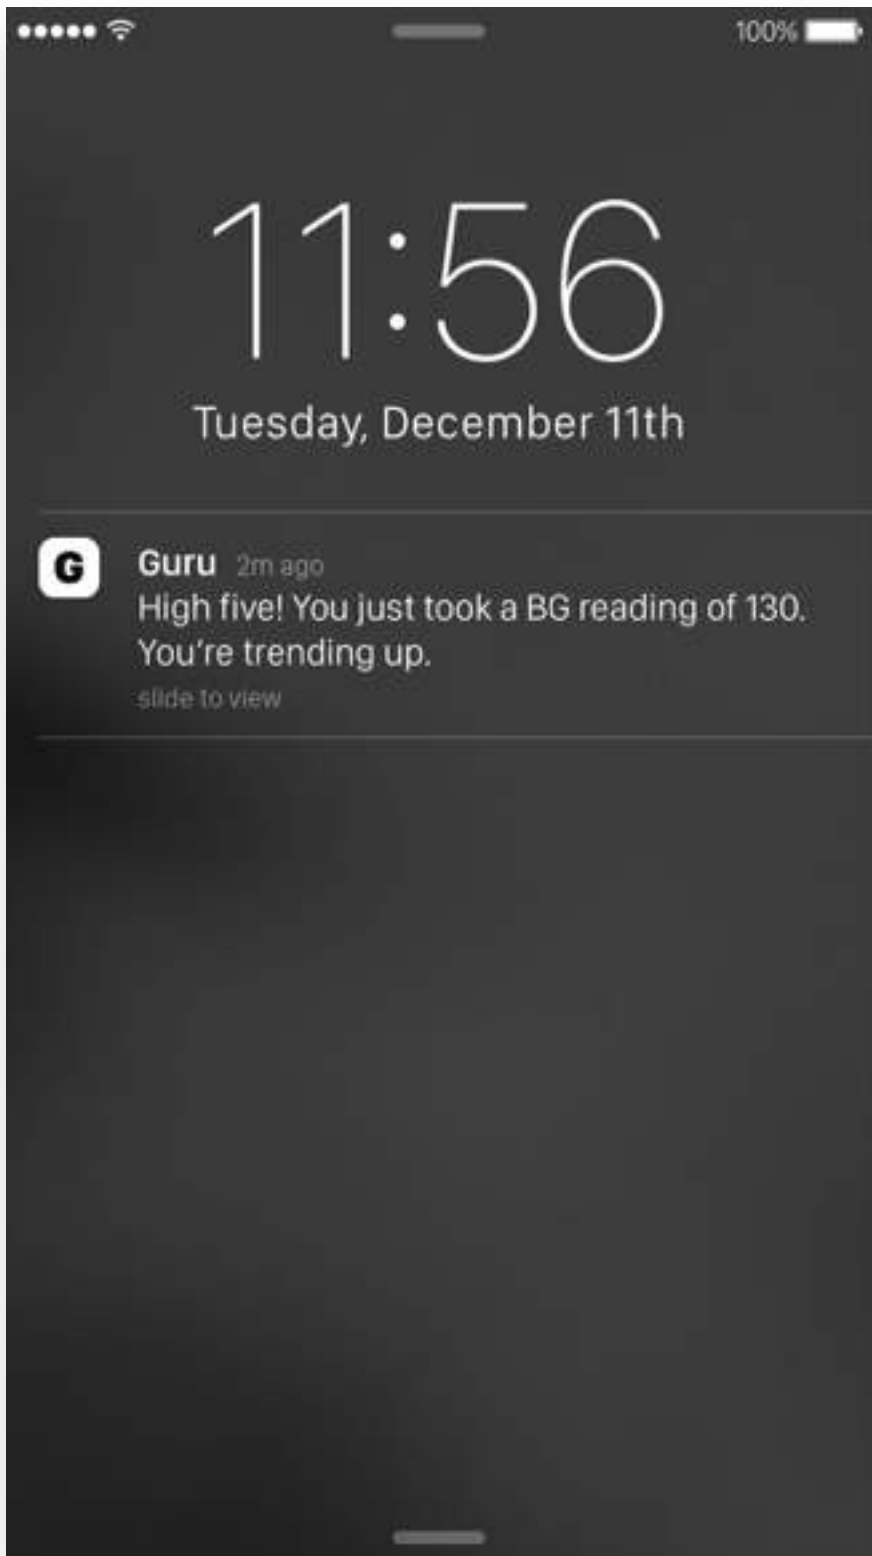 100%
11:56
Tuesday, December 11th
G
Guru 2m ago
High five! You just took a BG reading of 130.
You're trending up.
slide to view